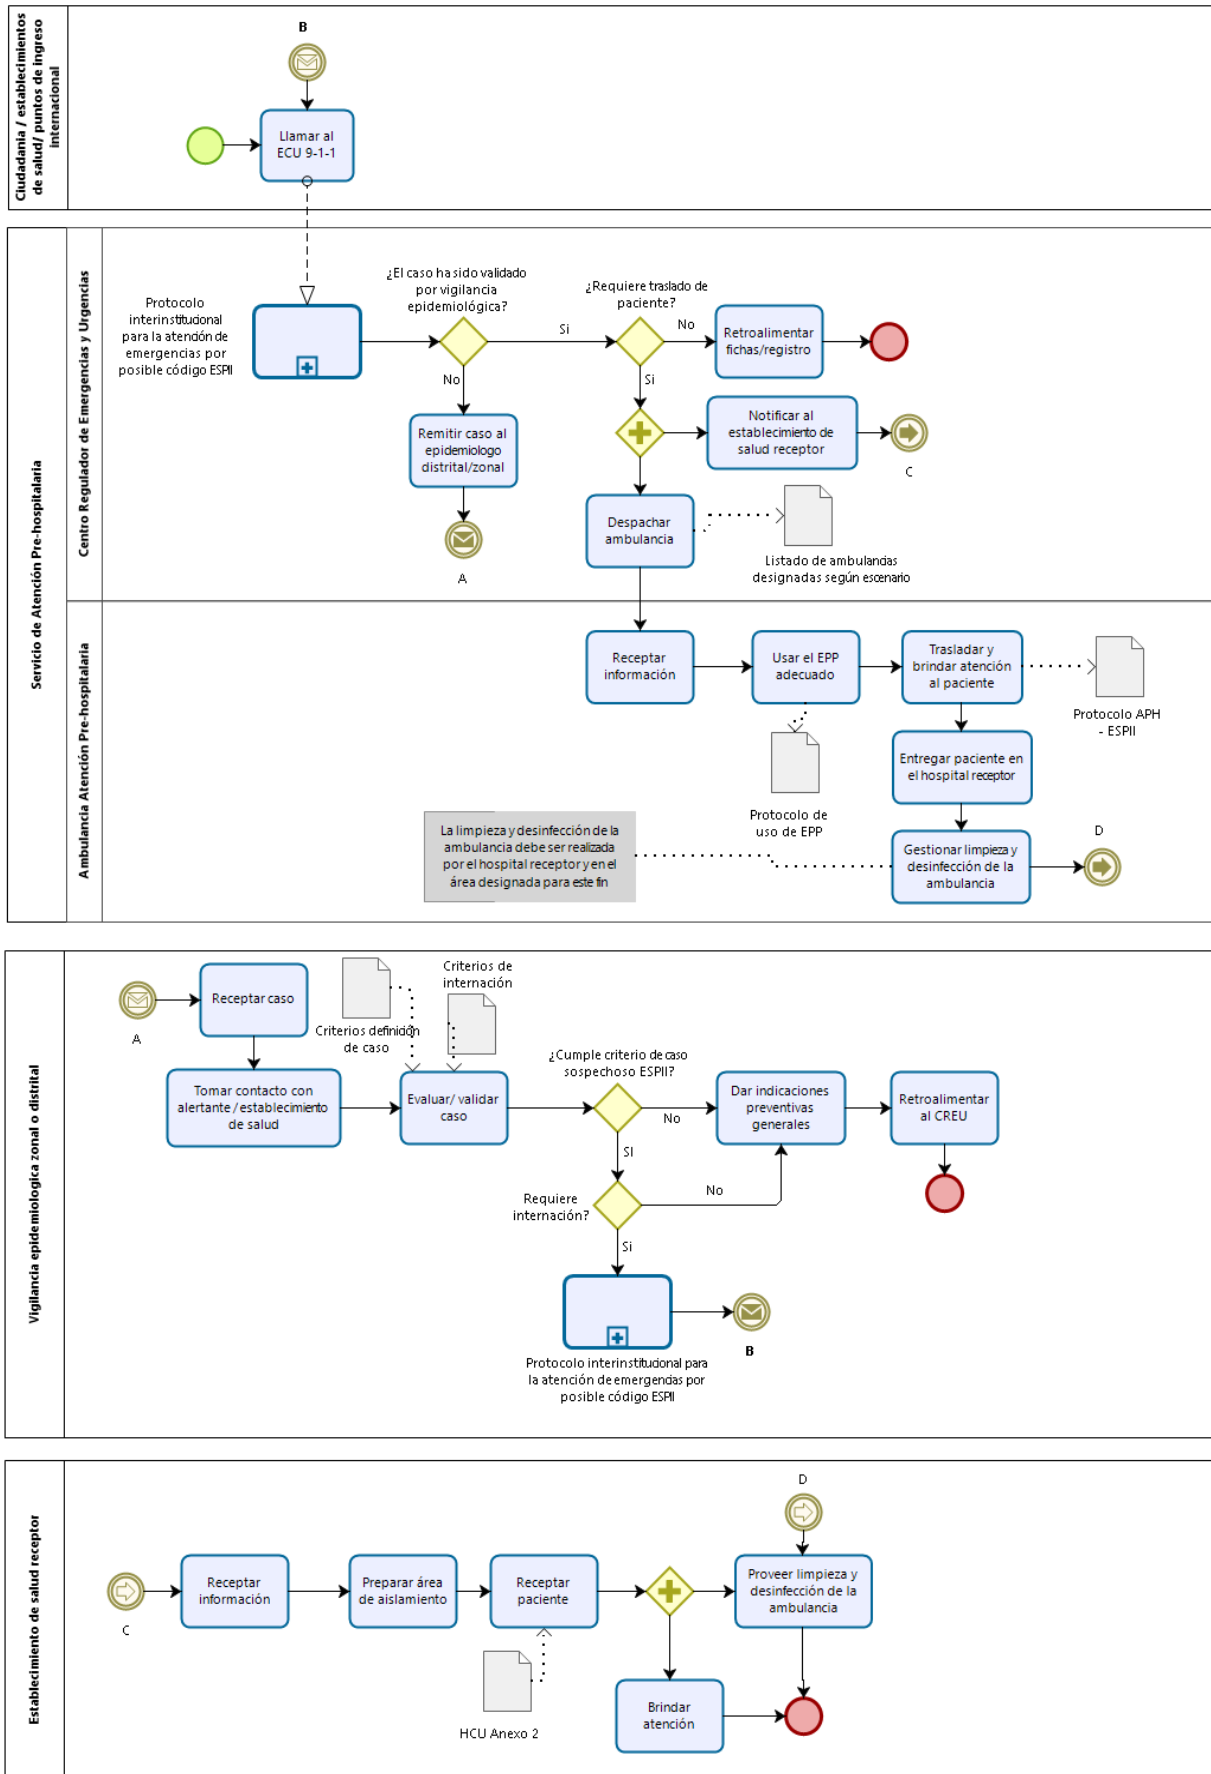 Ciudadania / establecimientos
de salud/ puntos de ingreso
internacional
B
Llamar al
ECU 9-1-1
Servicio de Atención Pre-hospitalaria
Centro Regulador de Emergencias y Urgencias
Protocolo
interinstitucional
para la atención de
emergencias por
posible código ESPII
¿El caso ha sido validado
por vigilancia
epidemiológica?
Si
No
¿Requiere traslado de
paciente?
No
Si
Retroalimentar
fichas/registro
Remitir caso al
epidemiologo
distrital/zonal
A
Notificar al
establecimiento de
salud receptor
C
Despachar
ambulancia
Listado de ambulancias
designadas según escenario
Ambulancia Atención Pre-hospitalaria
Receptar
información
Usar el EPP
adecuado
Trasladar y
brindar atención
al paciente
Protocolo APH
- ESPII
Protocolo de
uso de EPP
Entregar paciente en
el hospital receptor
La limpieza y desinfección de la
ambulancia debe ser realizada
por el hospital receptor y en el
área designada para este fin
Gestionar limpieza y
desinfección de la
ambulancia
D
Vigilancia epidemiologica zonal o distrital
A
Receptar caso
Criterios definición
de caso
Criterios de
internación
Tomar contacto con
alertante / establecimiento
de salud
Evaluar/ validar
caso
¿Cumple criterio de caso
sospechoso ESPII?
No
SI
Dar indicaciones
preventivas
generales
Retroalimentar
al CREU
Requiere
internación?
No
Si
Protocolo interinstitucional para
la atención de emergencias por
posible código ESPII
B
Establecimiento de salud receptor
C
Receptar
información
Preparar área
de aislamiento
Receptar
paciente
HCU Anexo 2
D
Proveer limpieza y
desinfección de la
ambulancia
Brindar
atención